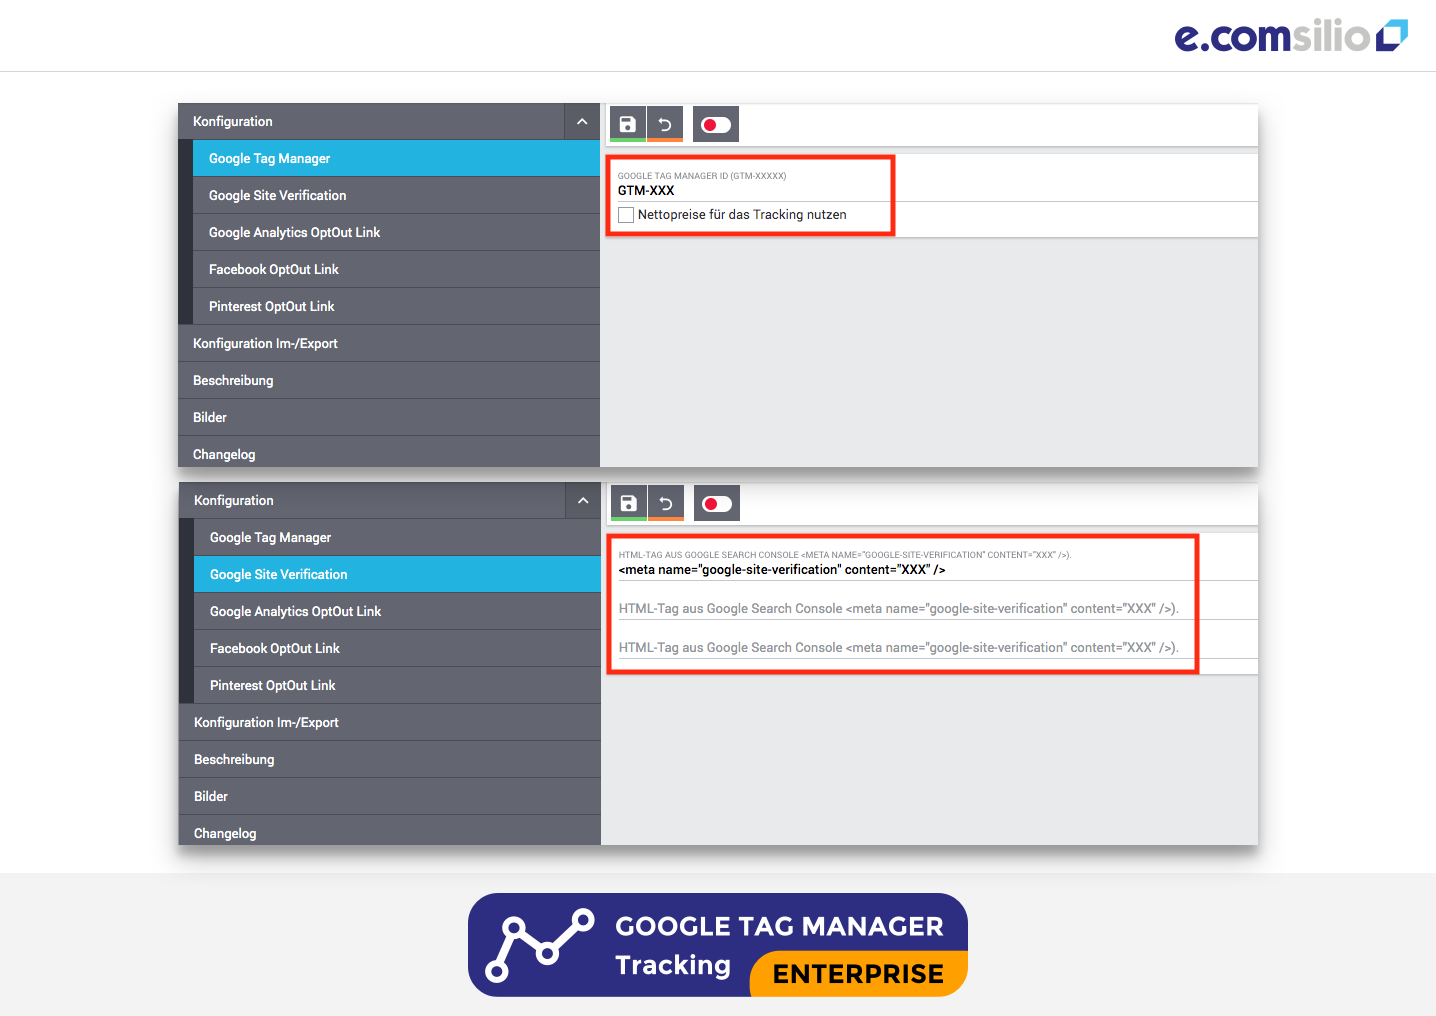 e.comsilio
Konfiguration
Google Tag Manager
Google Site Verification
Google Analytics OptOut Link
Facebook OptOut Link
Pinterest OptOut Link
Konfiguration Im-/Export
Beschreibung
Bilder
Changelog
GOOGLE TAG MANAGER ID (GTM-XXXXX)
GTM-XXX
Nettopreise für das Tracking nutzen
Konfiguration
Google Tag Manager
Google Site Verification
Google Analytics OptOut Link
Facebook OptOut Link
Pinterest OptOut Link
Konfiguration Im-/Export
Beschreibung
Bilder
Changelog
HTML-TAG AUS GOOGLE SEARCH CONSOLE <META NAME="GOOGLE-SITE-VERIFICATION" CONTENT="XXX" />).
<meta name="google-site-verification" content="XXX" />
HTML-Tag aus Google Search Console <meta name="google-site-verification" content="XXX" />).
HTML-Tag aus Google Search Console <meta name="google-site-verification" content="XXX" />).
GOOGLE TAG MANAGER
Tracking
ENTERPRISE